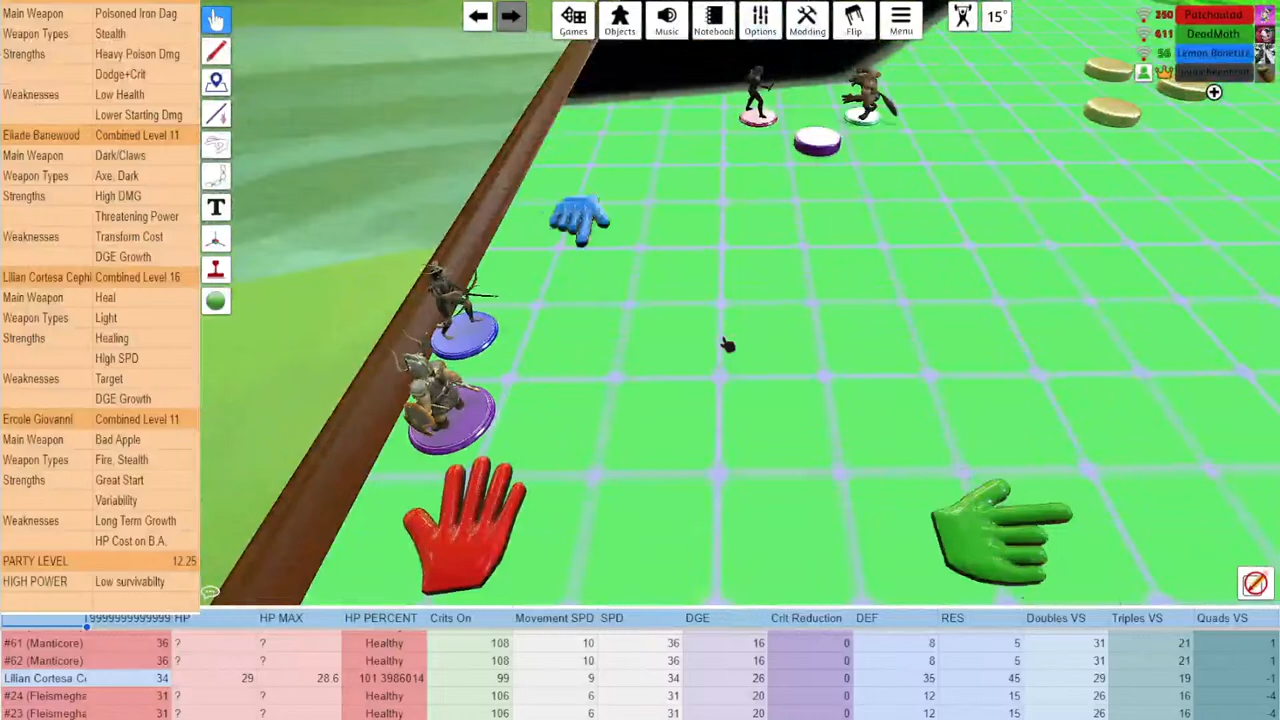 Main Weapon Poisoned Iron Dag
Weapon Types Stealth
Strengths Heavy Poison Dmg
Dodge+Crit
Weaknesses Low Health
Lower Starting Dmg
Eliade Banewood Combined Level 11
Main Weapon Dark/Claws
Weapon Types Axe, Dark
Strengths High DMG
Threatening Power
Weaknesses Transform Cost
DGE Growth
Lilian Cortesa Cephi Combined Level 16
Main Weapon Heal
Weapon Types Light
Strengths Healing
High SPD
Weaknesses Target
DGE Growth
Ercole Giovanni Combined Level 11
Main Weapon Bad Apple
Weapon Types Fire, Stealth
Strengths Great Start
Variability
Weaknesses Long Term Growth
HP Cost on B.A.
PARTY LEVEL 12.25
HIGH POWER Low survivabilty
T
Games Objects Music Notebook Options Modding Flip Menu 15°
350 Patchoutad
611 DeadMoth
56 Lemon Bonetits
HP HP MAX HP PERCENT Crits On Movement SPD SPD DGE Crit Reduction DEF RES Doubles VS Triples VS Quads VS
#61 (Manticore) 36 ? ? Healthy 108 10 36 16 0 8 5 31 21 1
#62 (Manticore) 36 ? ? Healthy 108 10 36 16 0 8 5 31 21 1
Lilian Cortesa C 34 29 28.6 101.3986014 99 9 34 26 0 35 45 29 19 -1
#24 (Fleismegha 31 ? ? Healthy 106 6 31 20 0 12 15 26 16 -4
#23 (Fleismegha 31 ? ? Healthy 106 6 31 20 0 12 15 26 16 -4